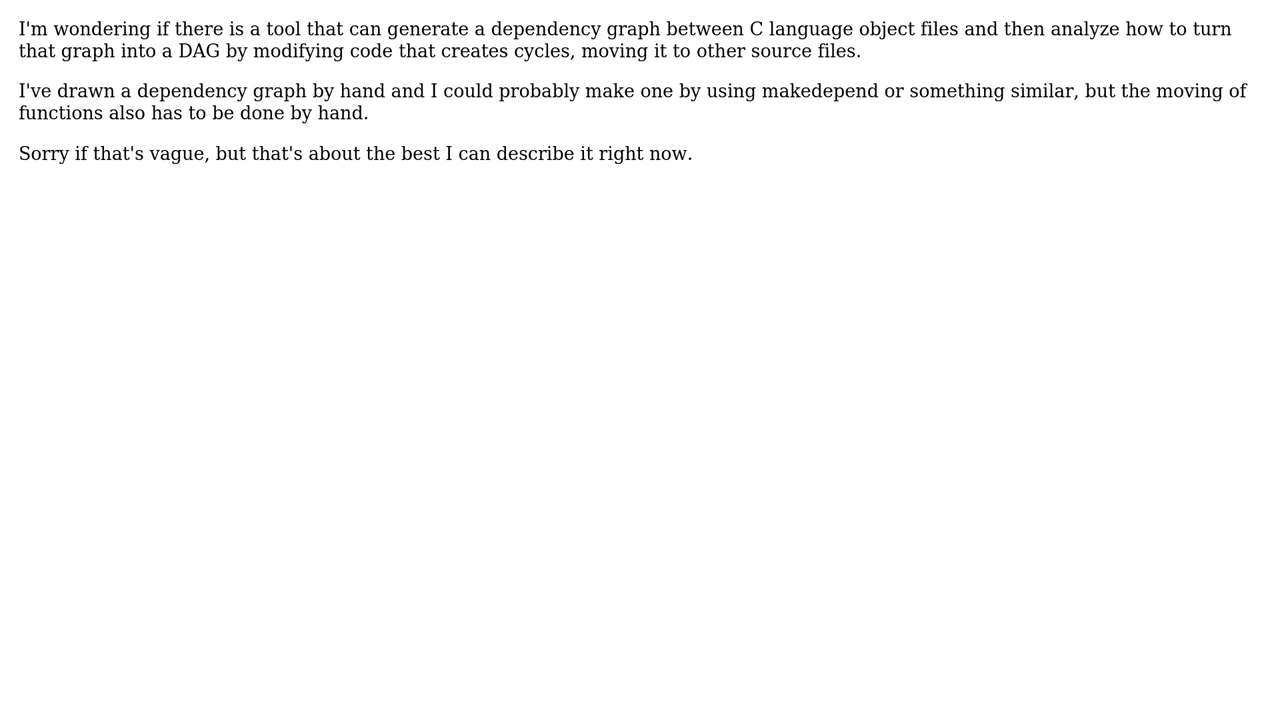 I'm wondering if there is a tool that can generate a dependency graph between C language object files and then analyze how to turn
that graph into a DAG by modifying code that creates cycles, moving it to other source files.
I've drawn a dependency graph by hand and I could probably make one by using makedepend or something similar, but the moving of
functions also has to be done by hand.
Sorry if that's vague, but that's about the best I can describe it right now.